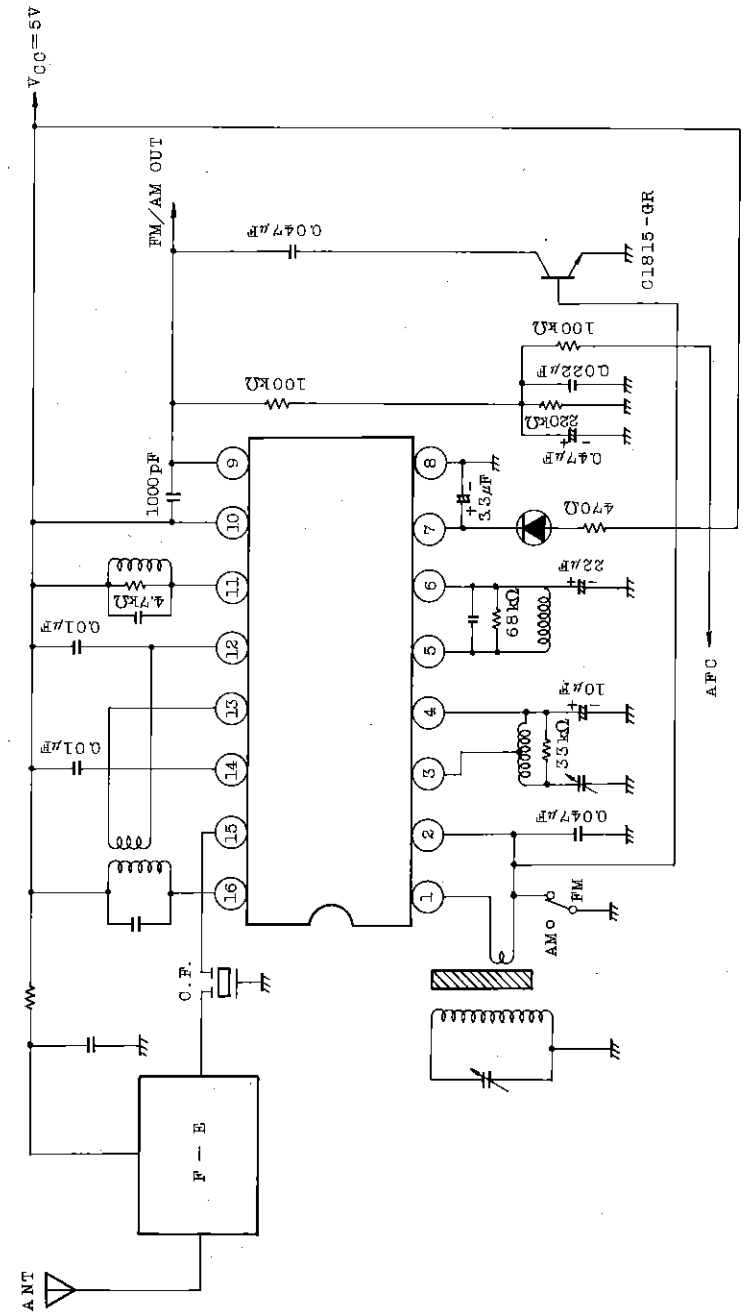 VCC=5V
FM/AM OUT
0.047μF
C1815-GR
100kΩ
100kΩ
0.022μF
220kΩ
0.047μF
1000pF
9
10
11
12
13
14
15
16
8
7
6
5
4
3
2
1
4.7kΩ
0.01μF
0.01μF
3.3μF
470Ω
22μF
68kΩ
AFC
10μF
33kΩ
0.047μF
FM
AM
C.F.
F-E
ANT